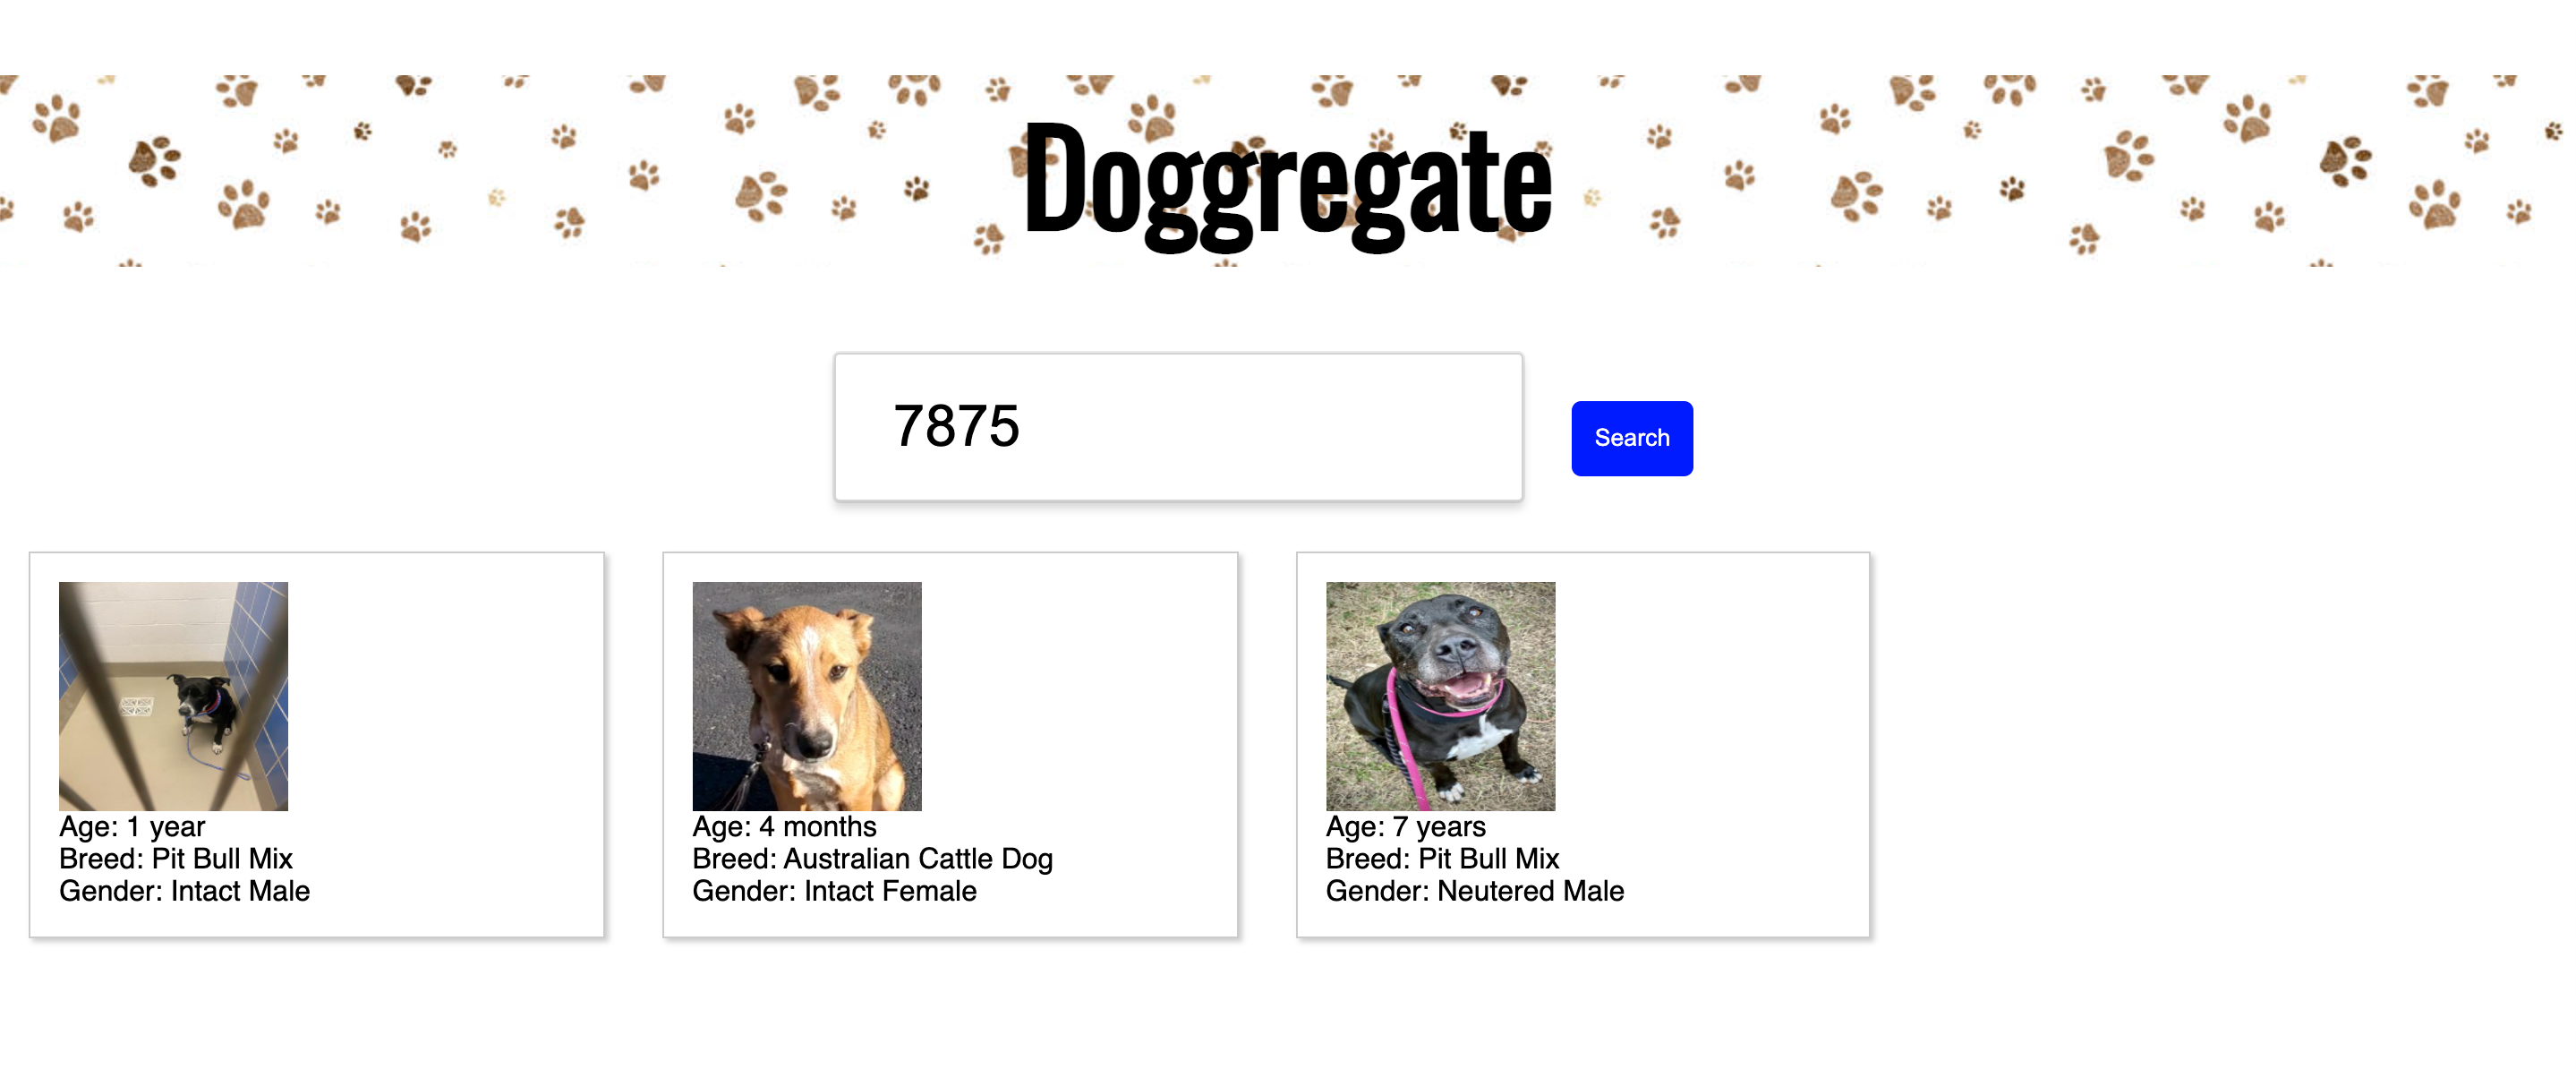 Doggregate
7875
Search
Age: 1 year
Breed: Pit Bull Mix
Gender: Intact Male
Age: 4 months
Breed: Australian Cattle Dog
Gender: Intact Female
Age: 7 years
Breed: Pit Bull Mix
Gender: Neutered Male